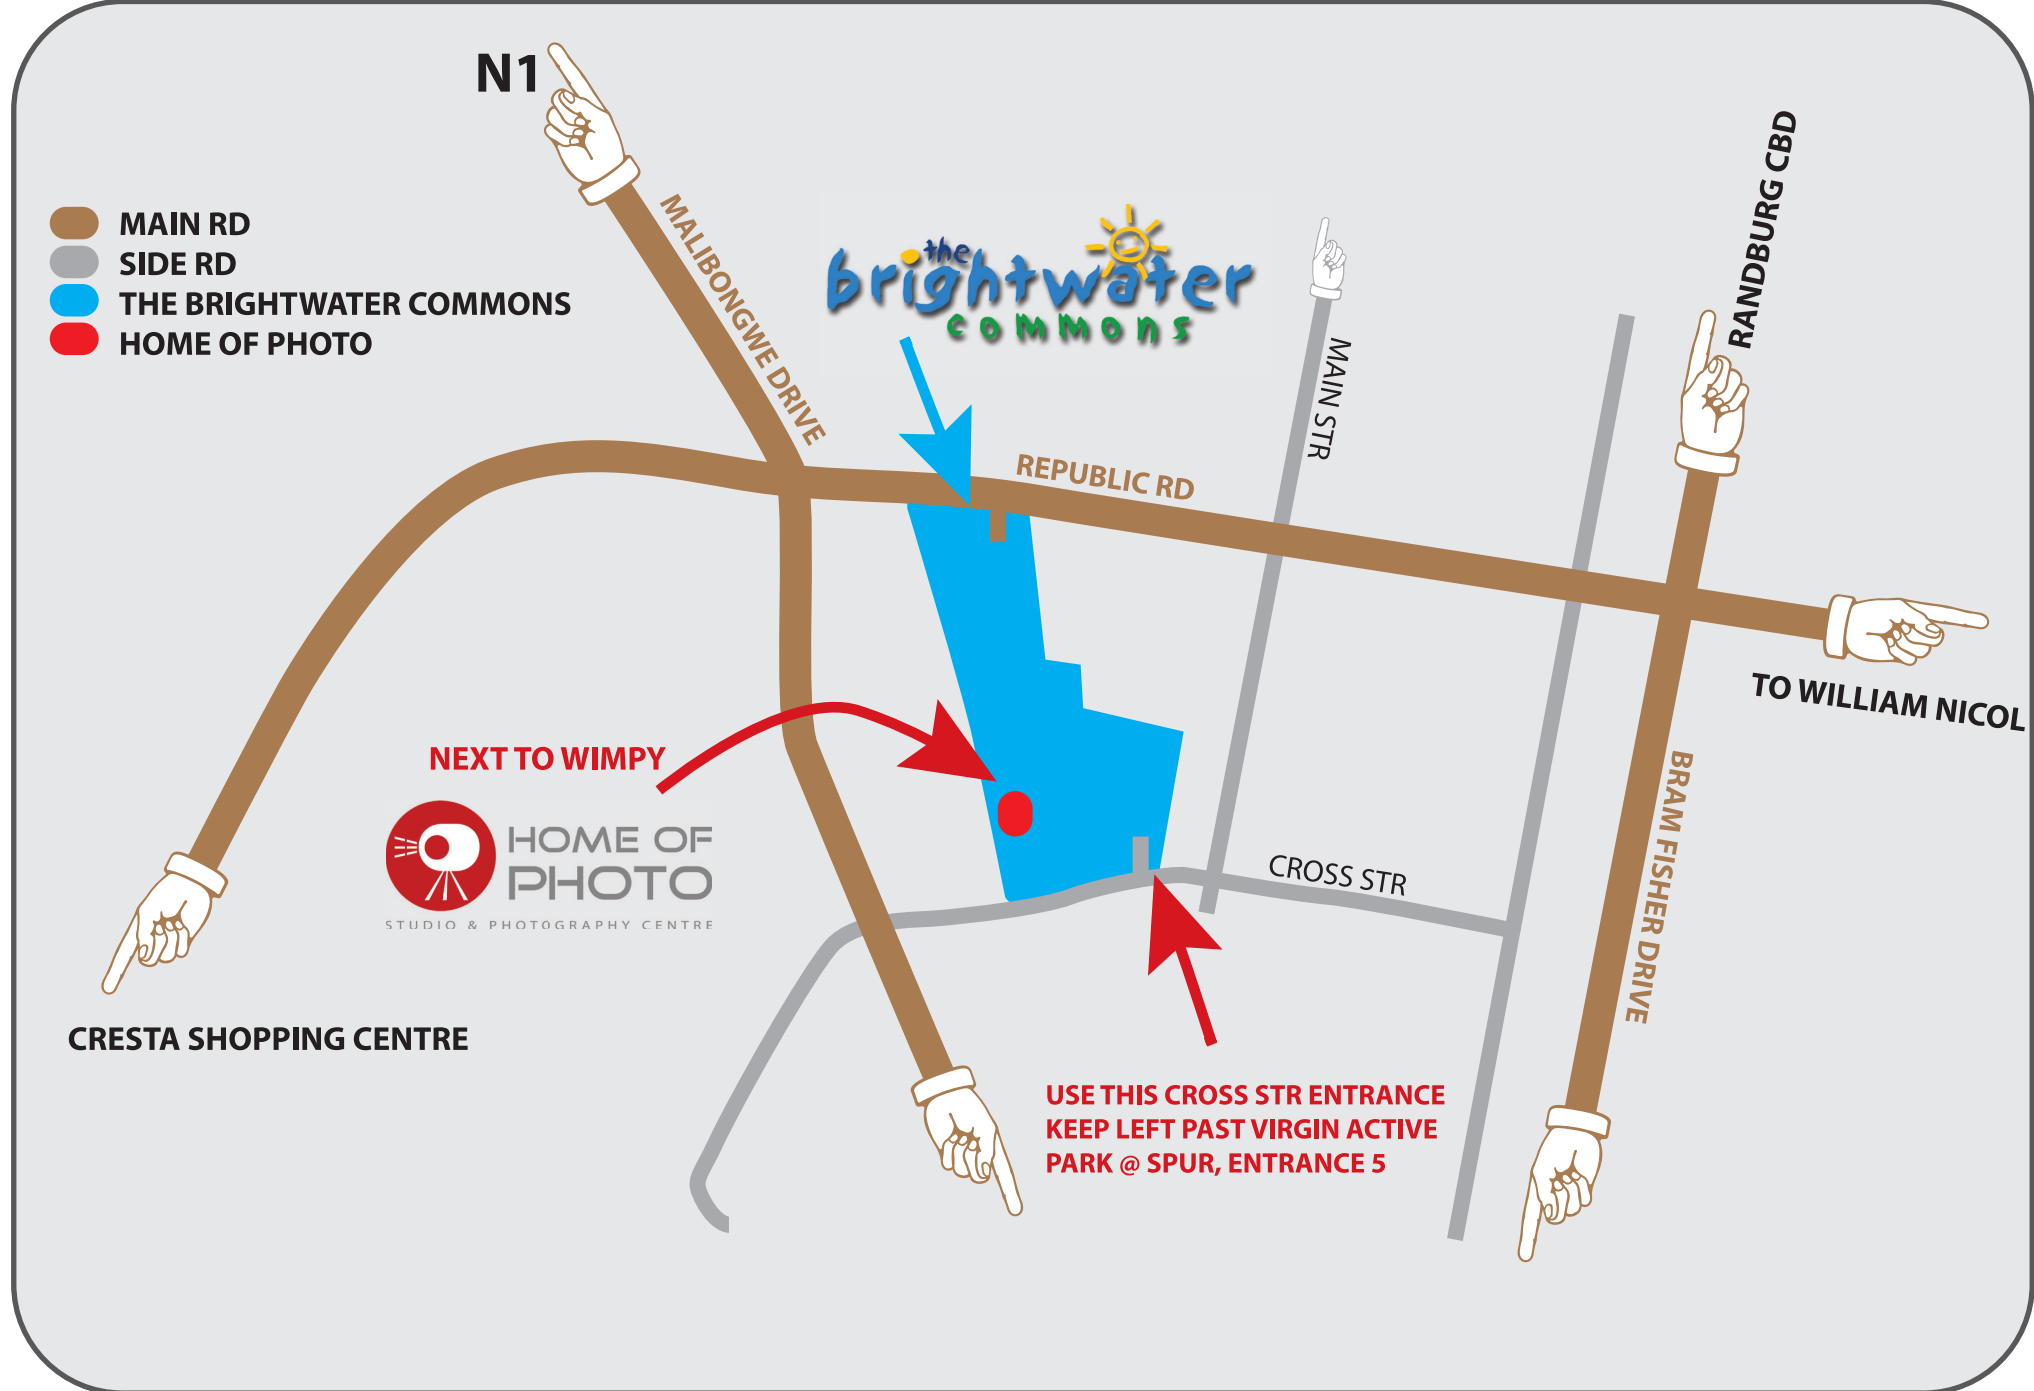 N1
MAIN RD
SIDE RD
THE BRIGHTWATER COMMONS
HOME OF PHOTO
MALIBONGWE DRIVE
the
brightwater
commons
MAIN STR
RANDBURG CBD
REPUBLIC RD
TO WILLIAM NICOL
NEXT TO WIMPY
HOME OF
PHOTO
STUDIO & PHOTOGRAPHY CENTRE
CROSS STR
BRAM FISHER DRIVE
CRESTA SHOPPING CENTRE
USE THIS CROSS STR ENTRANCE
KEEP LEFT PAST VIRGIN ACTIVE
PARK @ SPUR, ENTRANCE 5